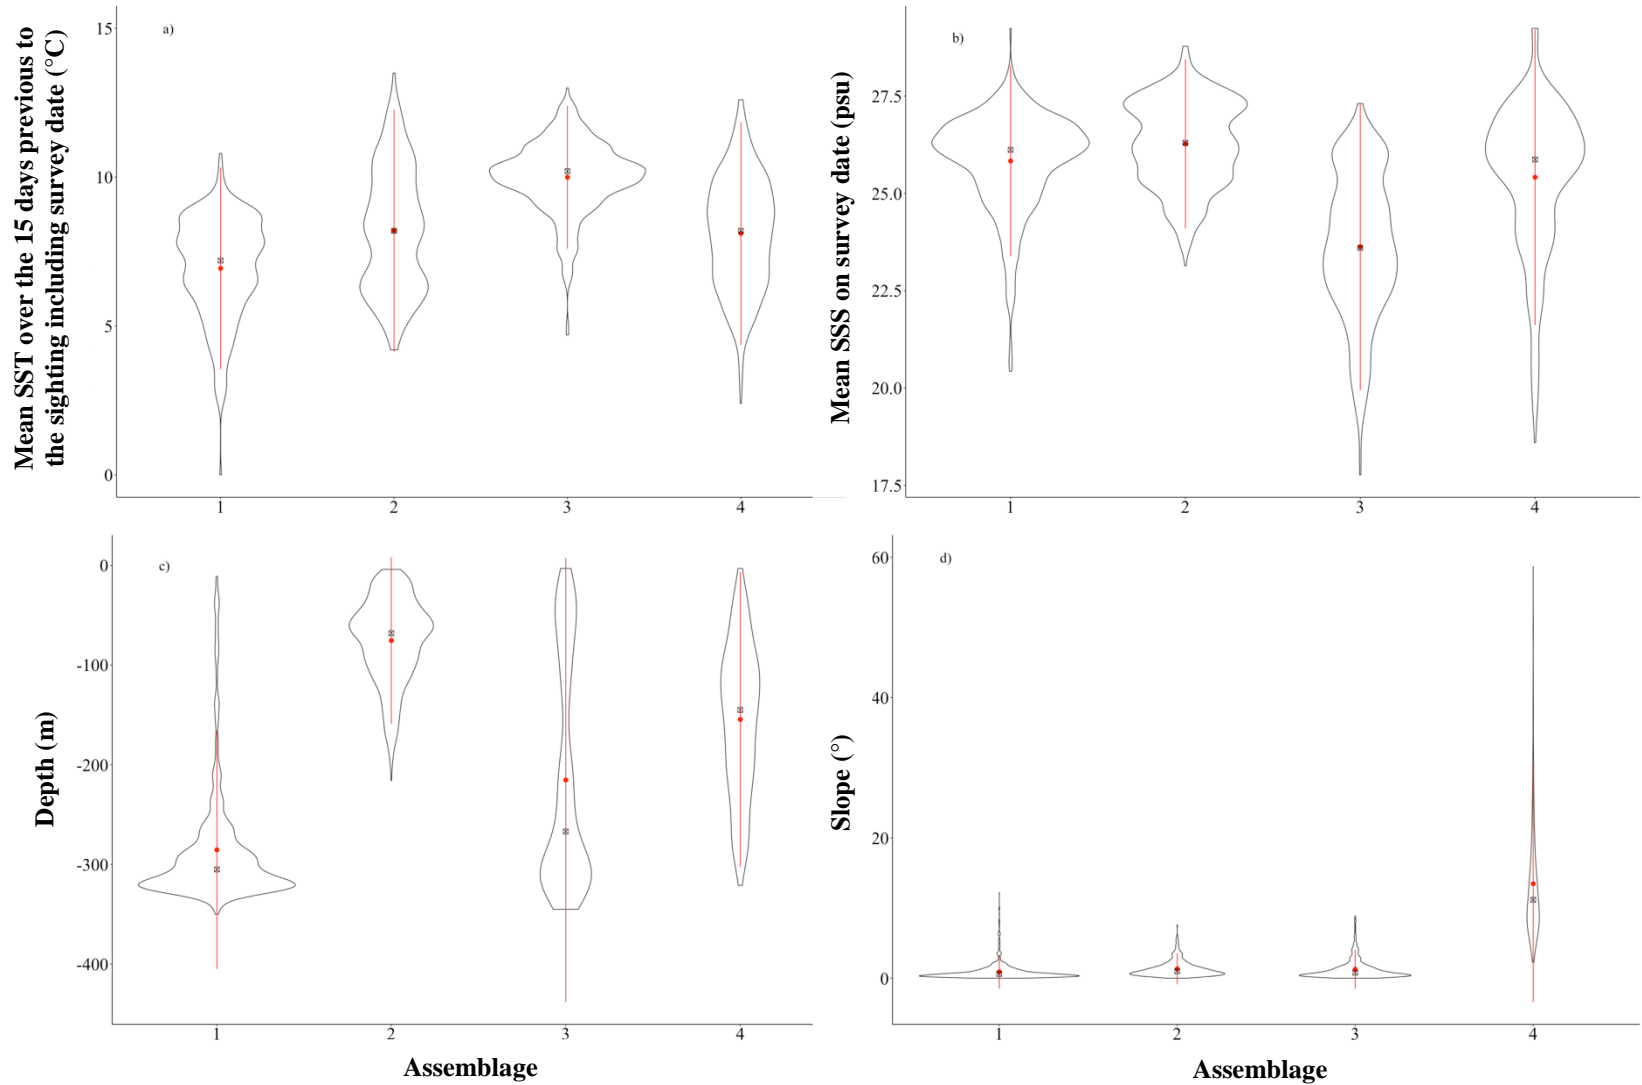 Mean SST over the 15 days previous to
the sighting including survey date (°C)
a)
15
10
5
0
1 2 3 4
Mean SSS on survey date (psu)
b)
27.5
25.0
22.5
20.0
17.5
1 2 3 4
Depth (m)
c)
0
-100
-200
-300
-400
1 2 3 4
Assemblage
Slope (°)
d)
60
40
20
0
1 2 3 4
Assemblage